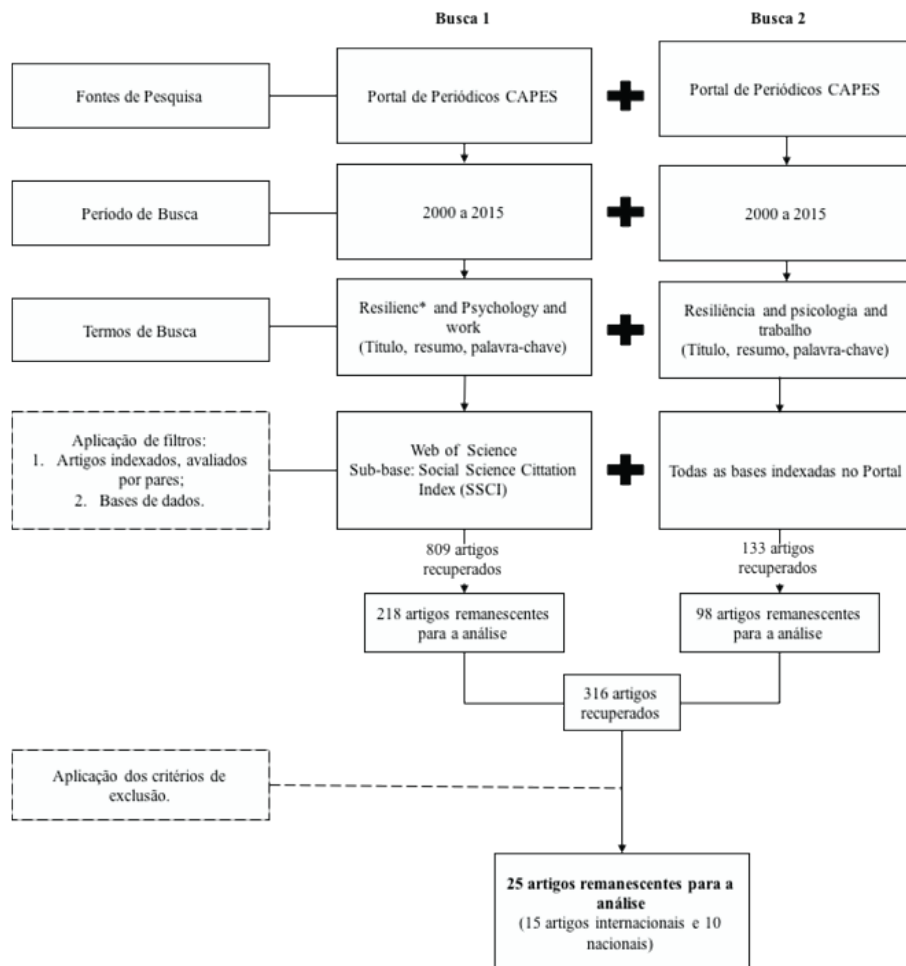 Busca 1
Busca 2
Fontes de Pesquisa
Portal de Periódicos CAPES
Portal de Periódicos CAPES
Período de Busca
2000 a 2015
2000 a 2015
Termos de Busca
Resilienc* and Psychology and
work
(Título, resumo, palavra-chave)
Resiliência and psicologia and
trabalho
(Título, resumo, palavra-chave)
Aplicação de filtros:
1. Artigos indexados, avaliados
por pares;
2. Bases de dados.
Web of Science
Sub-base: Social Science Cittation
Index (SSCI)
Todas as bases indexadas no Portal
809 artigos
recuperados
133 artigos
recuperados
218 artigos remanescentes
para a análise
98 artigos remanescentes
para a análise
316 artigos
recuperados
Aplicação dos critérios de
exclusão.
25 artigos remanescentes para a
análise
(15 artigos internacionais e 10
nacionais)